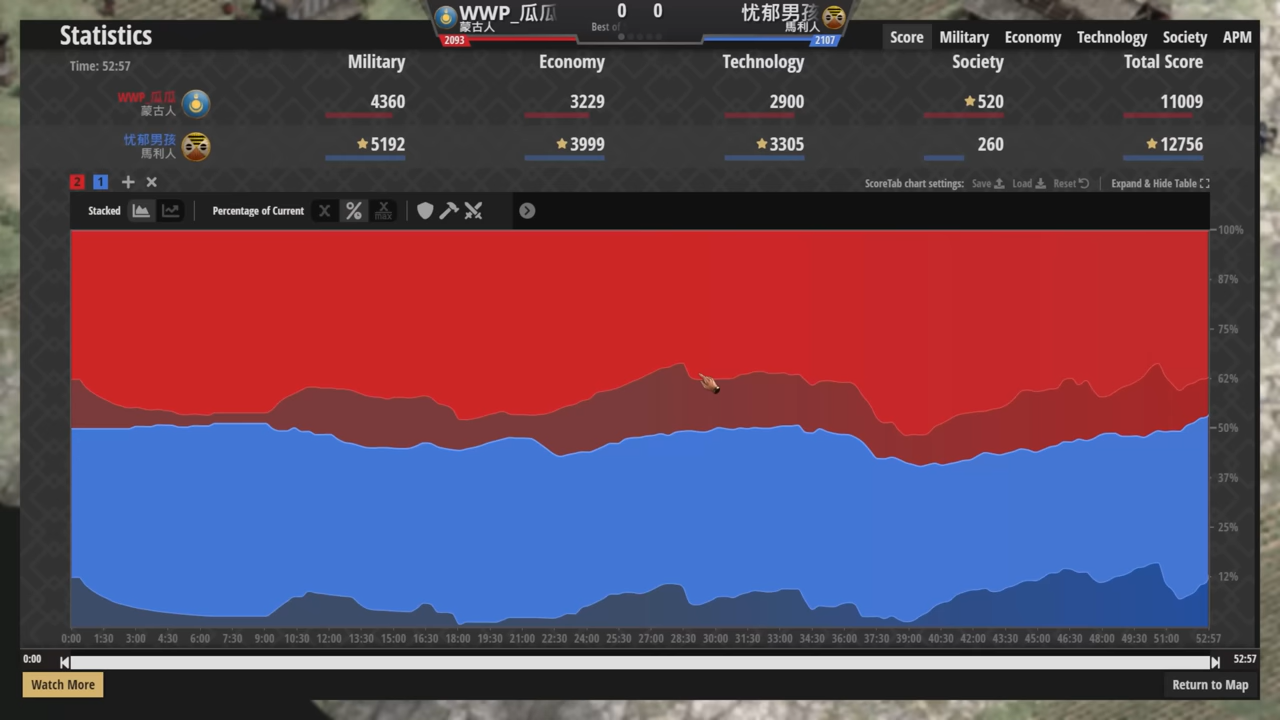 WWP_瓜瓜 0 0 忧郁男孩
蒙古人 Best of 馬利人
2093 2107
Statistics Score Military Economy Technology Society APM
Time: 52:57 Military Economy Technology Society Total Score
WWP_瓜瓜 4360 3229 2900 520 11009
蒙古人
忧郁男孩 5192 3999 3305 260 12756
馬利人
2 1 ScoreTab chart settings: Save Load Reset Expand & Hide Table
Stacked Percentage of Current X % X max
100%
87%
75%
62%
50%
37%
25%
12%
0:00 1:30 3:00 4:30 6:00 7:30 9:00 10:30 12:00 13:30 15:00 16:30 18:00 19:30 21:00 22:30 24:00 25:30 27:00 28:30 30:00 31:30 33:00 34:30 36:00 37:30 39:00 40:30 42:00 43:30 45:00 46:30 48:00 49:30 51:00 52:57
0:00 52:57
Watch More Return to Map